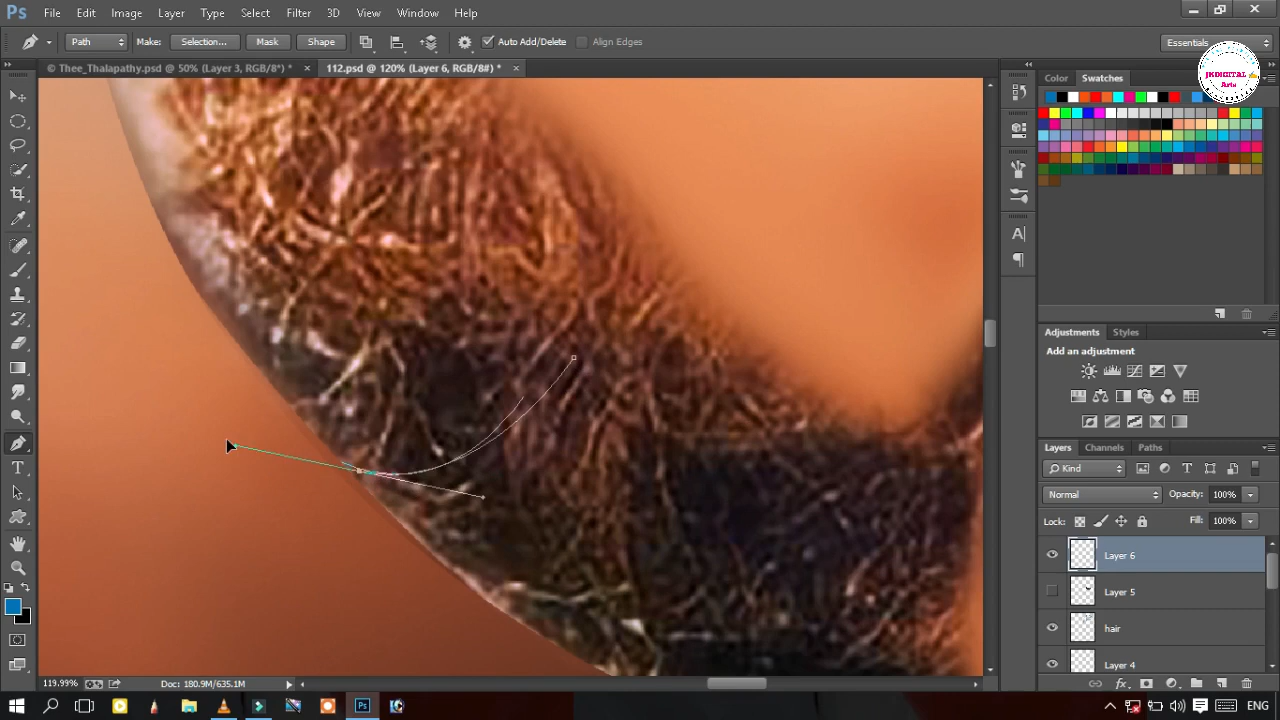 Ps File Edit Image Layer Type Select Filter 3D View Window Help
Path Make: Selection... Mask Shape Auto Add/Delete Align Edges Essentials
© Thee_Thalapathy.psd @ 50% (Layer 3, RGB/8*) * × 112.psd @ 120% (Layer 6, RGB/8#) * ×
JKDIGITAL
Arts
Color Swatches
Adjustments Styles
Add an adjustment
Layers Channels Paths
Kind
Normal Opacity: 100%
Lock: Fill: 100%
Layer 6
Layer 5
hair
Layer 4
119.99% Doc: 180.9M/635.1M
ENG